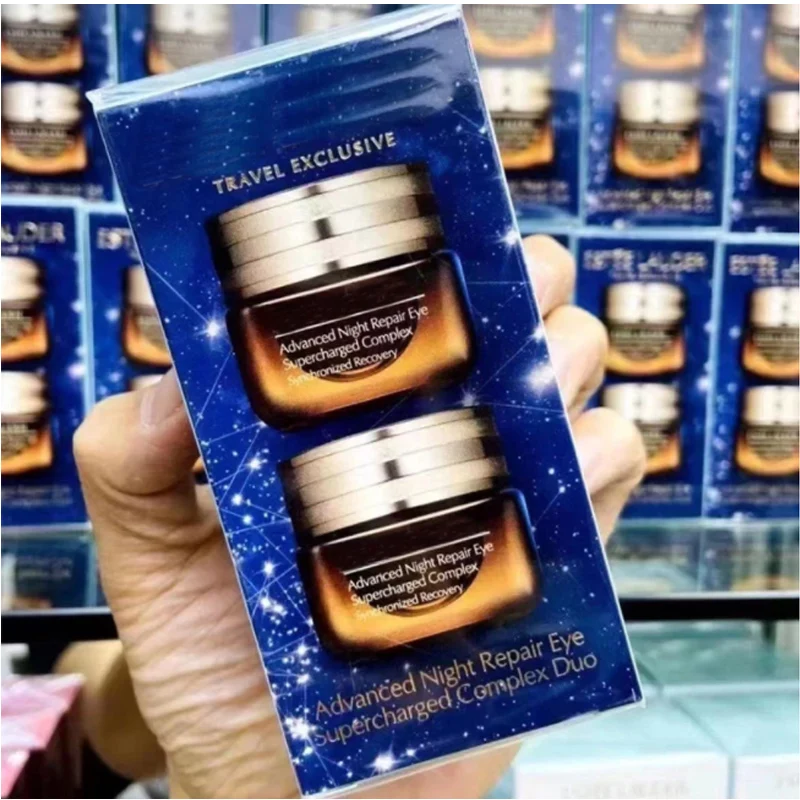 TRAVEL EXCLUSIVE
Advanced Night Repair Eye
Supercharged Complex
Synchronized Recovery
Advanced Night Repair Eye
Supercharged Complex
Synchronized Recovery
Advanced Night Repair Eye
Supercharged Complex Duo
ESTĒE LAUDER
ESTĒE LAUDER